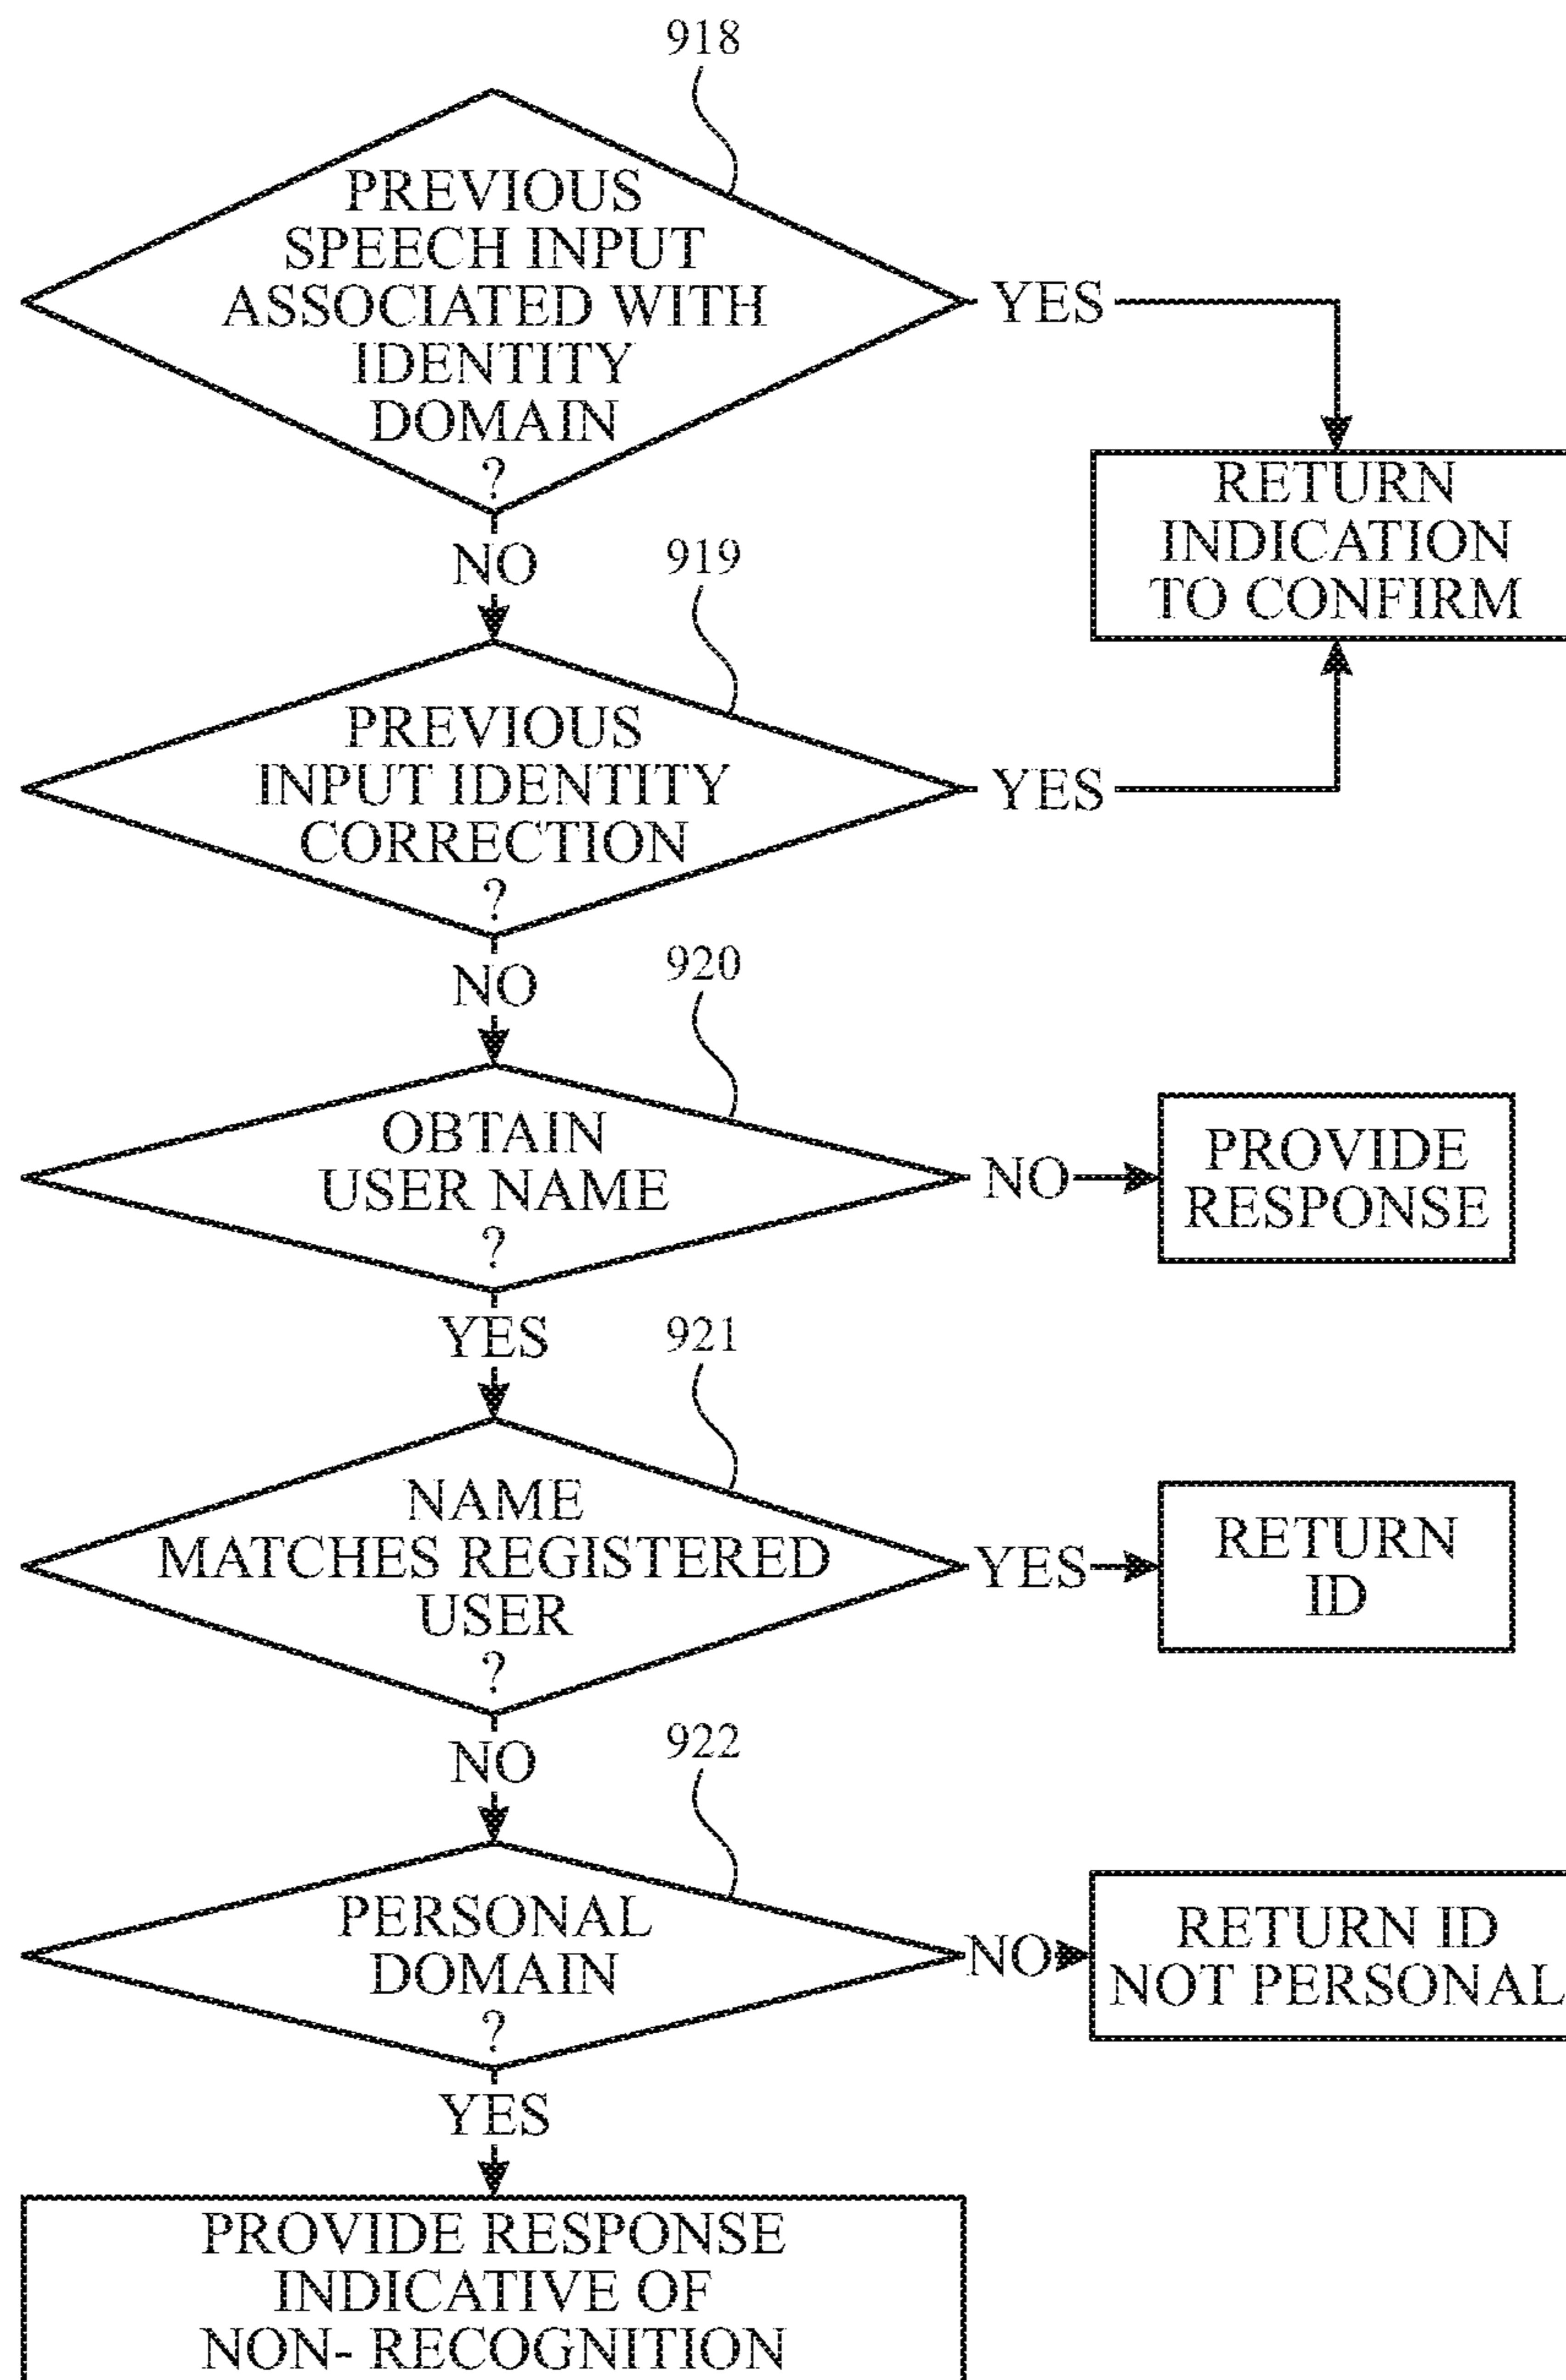 918
PREVIOUS
SPEECH INPUT
ASSOCIATED WITH
IDENTITY
DOMAIN
?
YES
RETURN
INDICATION
TO CONFIRM
NO
919
PREVIOUS
INPUT IDENTITY
CORRECTION
?
YES
NO
920
OBTAIN
USER NAME
?
NO
PROVIDE
RESPONSE
YES
921
NAME
MATCHES REGISTERED
USER
?
YES
RETURN
ID
NO
922
PERSONAL
DOMAIN
?
NO
RETURN ID
NOT PERSONAL
YES
PROVIDE RESPONSE
INDICATIVE OF
NON- RECOGNITION